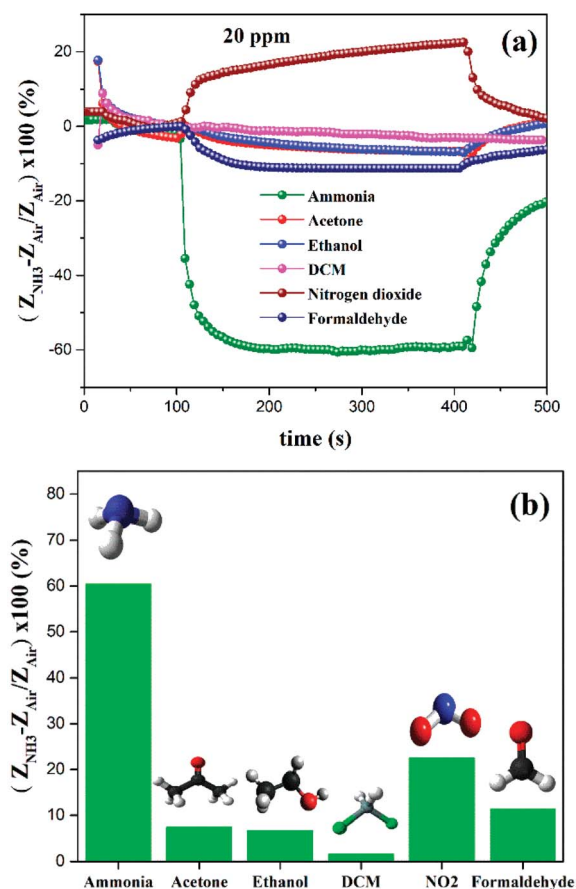 20 ppm
(a)
( Z_NH3-Z_Air/Z_Air ) x100 (%)
20
0
-20
-40
-60
Ammonia
Acetone
Ethanol
DCM
Nitrogen dioxide
Formaldehyde
0 100 200 300 400 500
time (s)
(b)
( Z_NH3-Z_Air/Z_Air ) x100 (%)
80
70
60
50
40
30
20
10
0
Ammonia Acetone Ethanol DCM NO2 Formaldehyde